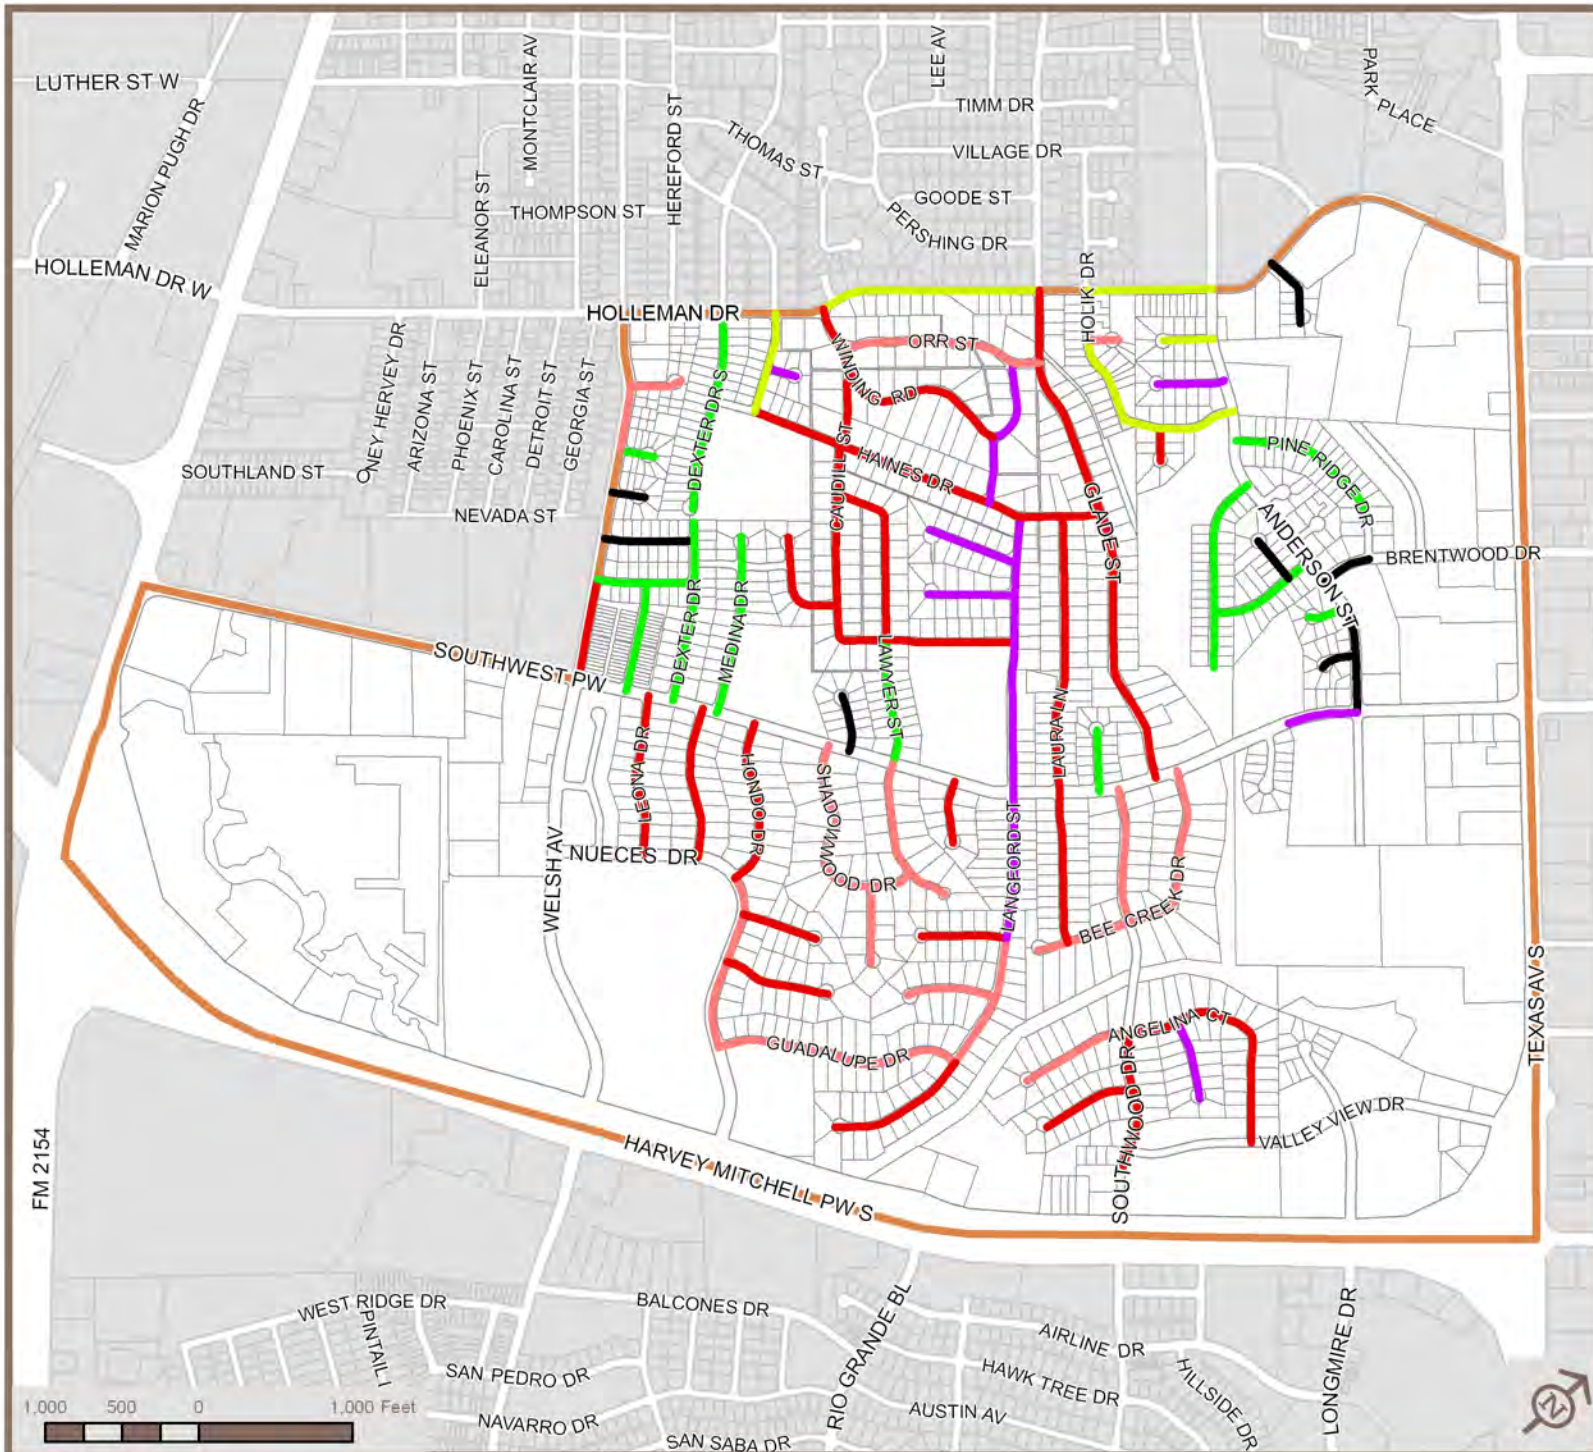 LUTHER ST W
MARION PUGH DR
MONTCLAIR AV
HEREFORD ST
THOMAS ST
LEE AV
TIMM DR
PARK PLACE
VILLAGE DR
ELEANOR ST
THOMPSON ST
GOODE ST
PERSHING DR
HOLLEMAN DR W
HOLIK DR
HOLLEMAN DR
ONEY HERVEY DR
ARIZONA ST
PHOENIX ST
CAROLINA ST
DETROIT ST
GEORGIA ST
DEXTER DR S
WINDING RD
ORR ST
SOUTHLAND ST
NEVADA ST
CAUDILL ST
HAINES DR
GLADE ST
PINE RIDGE DR
ANDERSON ST
BRENTWOOD DR
DEXTER DR
MEDINA DR
SOUTHWEST PW
LAWYER ST
LAURA LN
LEONA DR
HONDO DR
SHADOWWOOD DR
LANGFORD ST
NUECES DR
WELSH AV
BEE CREEK DR
TEXAS AV S
GUADALUPE DR
ANGELINA CT
SOUTHWOOD DR
VALLEY VIEW DR
FM 2154
HARVEY MITCHELL PW S
WEST RIDGE DR
PINTAIL
BALCONES DR
RIO GRANDE BL
AIRLINE DR
LONGMIRE DR
SAN PEDRO DR
HAWK TREE DR
HILLSIDE DR
NAVARRO DR
AUSTIN AV
SAN SABA DR
1,000 500 0 1,000 Feet
N